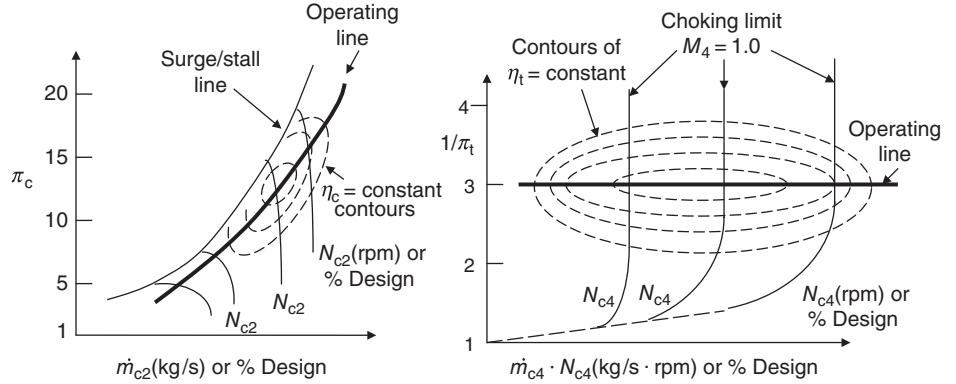 Operating
line
Surge/stall
line
20
15
π_c
10
5
1
η_c = constant
contours
N_c2(rpm) or
% Design
N_c2
N_c2
ṁ_c2(kg/s) or % Design
Choking limit
M_4 = 1.0
Contours of
η_t = constant
4
1/π_t
Operating
line
3
2
1
N_c4
N_c4
N_c4(rpm) or
% Design
ṁ_c4 · N_c4(kg/s · rpm) or % Design